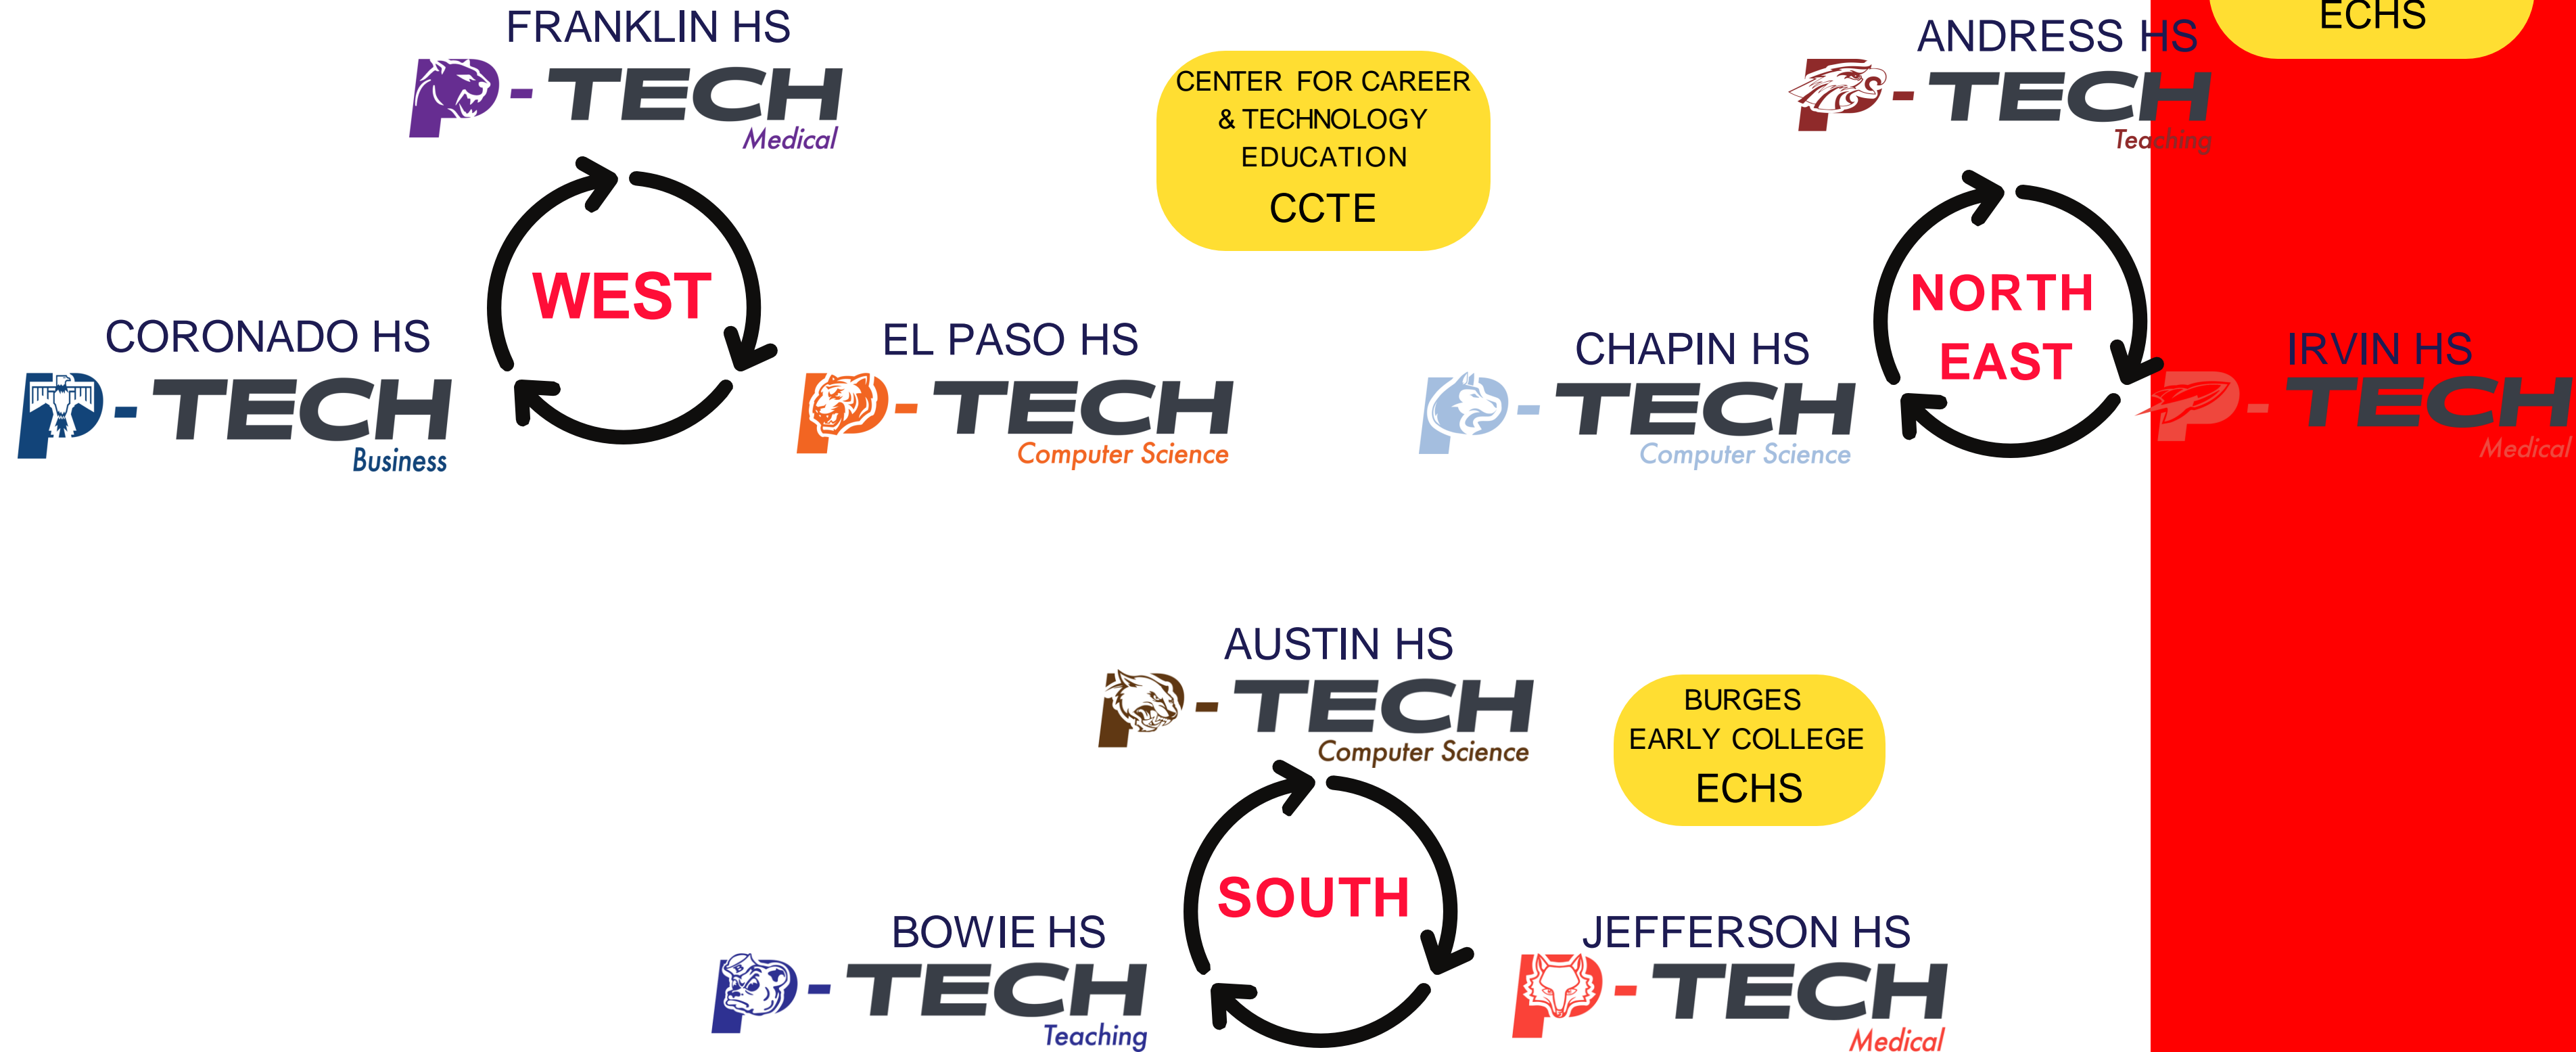 ECHS
FRANKLIN HS
P-TECH
Medical
CENTER FOR CAREER
& TECHNOLOGY
EDUCATION
CCTE
ANDRESS HS
P-TECH
Teaching
WEST
NORTH
EAST
CORONADO HS
P-TECH
Business
EL PASO HS
P-TECH
Computer Science
CHAPIN HS
P-TECH
Computer Science
IRVIN HS
P-TECH
Medical
AUSTIN HS
P-TECH
Computer Science
BURGES
EARLY COLLEGE
ECHS
SOUTH
BOWIE HS
P-TECH
Teaching
JEFFERSON HS
P-TECH
Medical